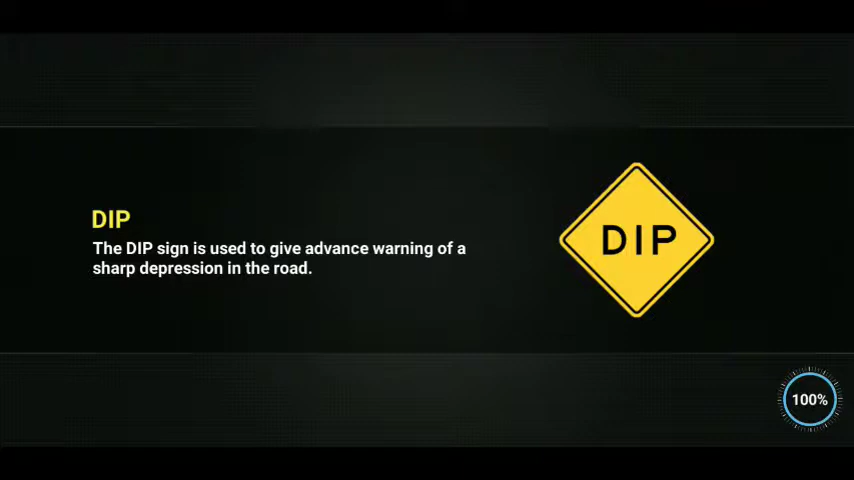 DIP
The DIP sign is used to give advance warning of a
sharp depression in the road.
DIP
100%